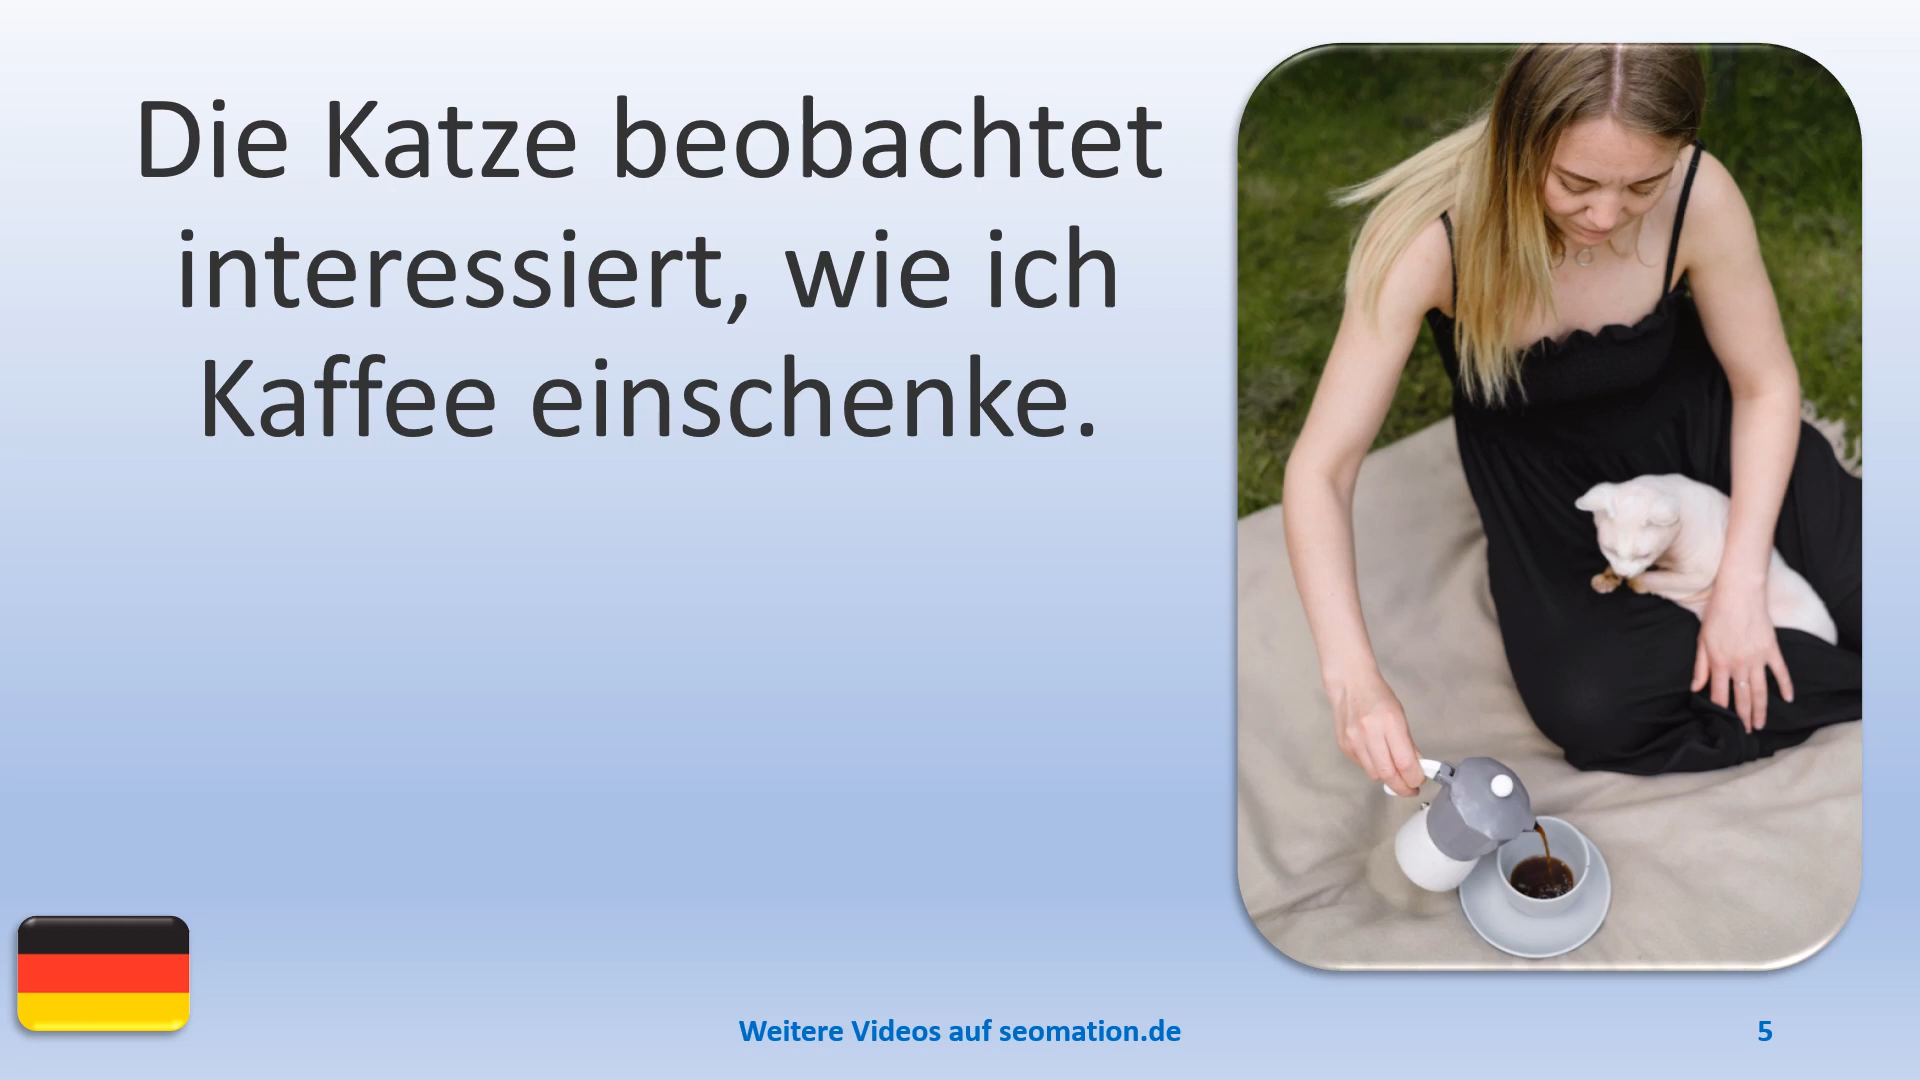 Die Katze beobachtet
interessiert, wie ich
Kaffee einschenke.
Weitere Videos auf seomation.de
5